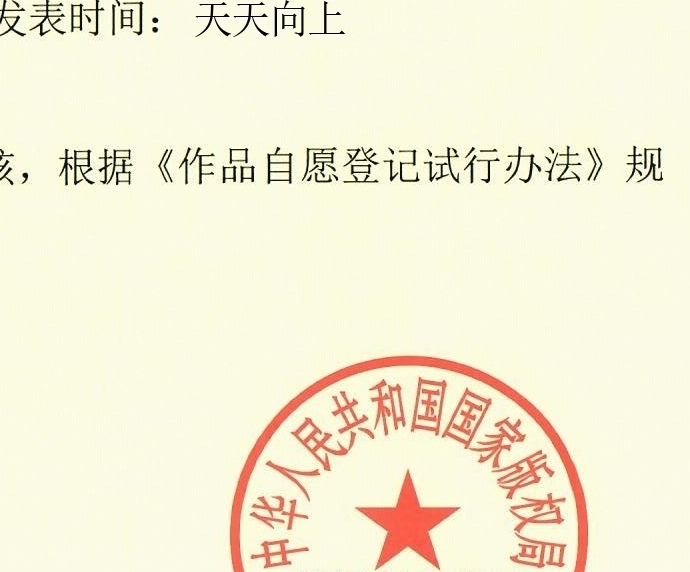 发表时间： 天天向上
，根据《作品自愿登记试行办法》规
中华人民共和国国家版权局